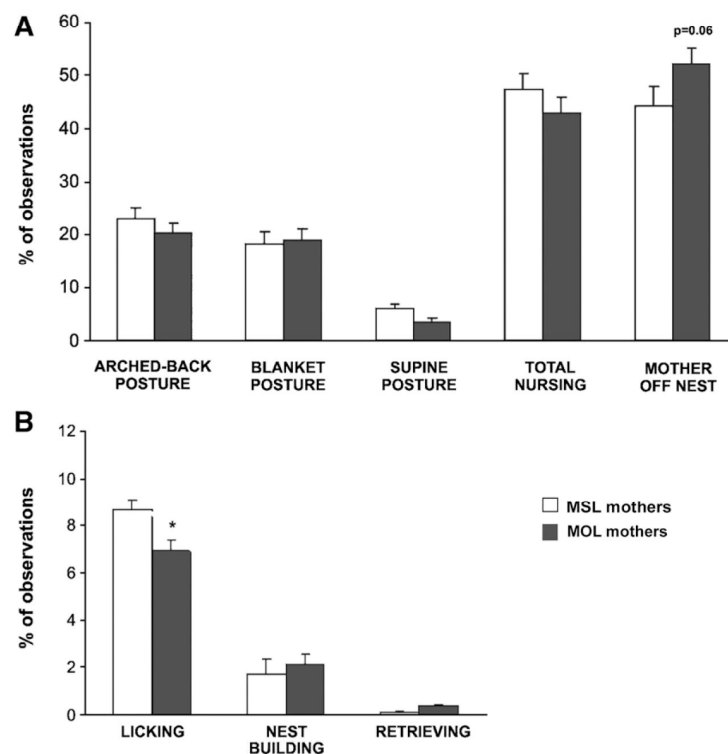 A
60
50
40
30
20
10
0
% of observations
p=0.06
ARCHED-BACK
POSTURE
BLANKET
POSTURE
SUPINE
POSTURE
TOTAL
NURSING
MOTHER
OFF NEST
B
12
10
8
6
4
2
0
% of observations
*
LICKING
NEST
BUILDING
RETRIEVING
MSL mothers
MOL mothers